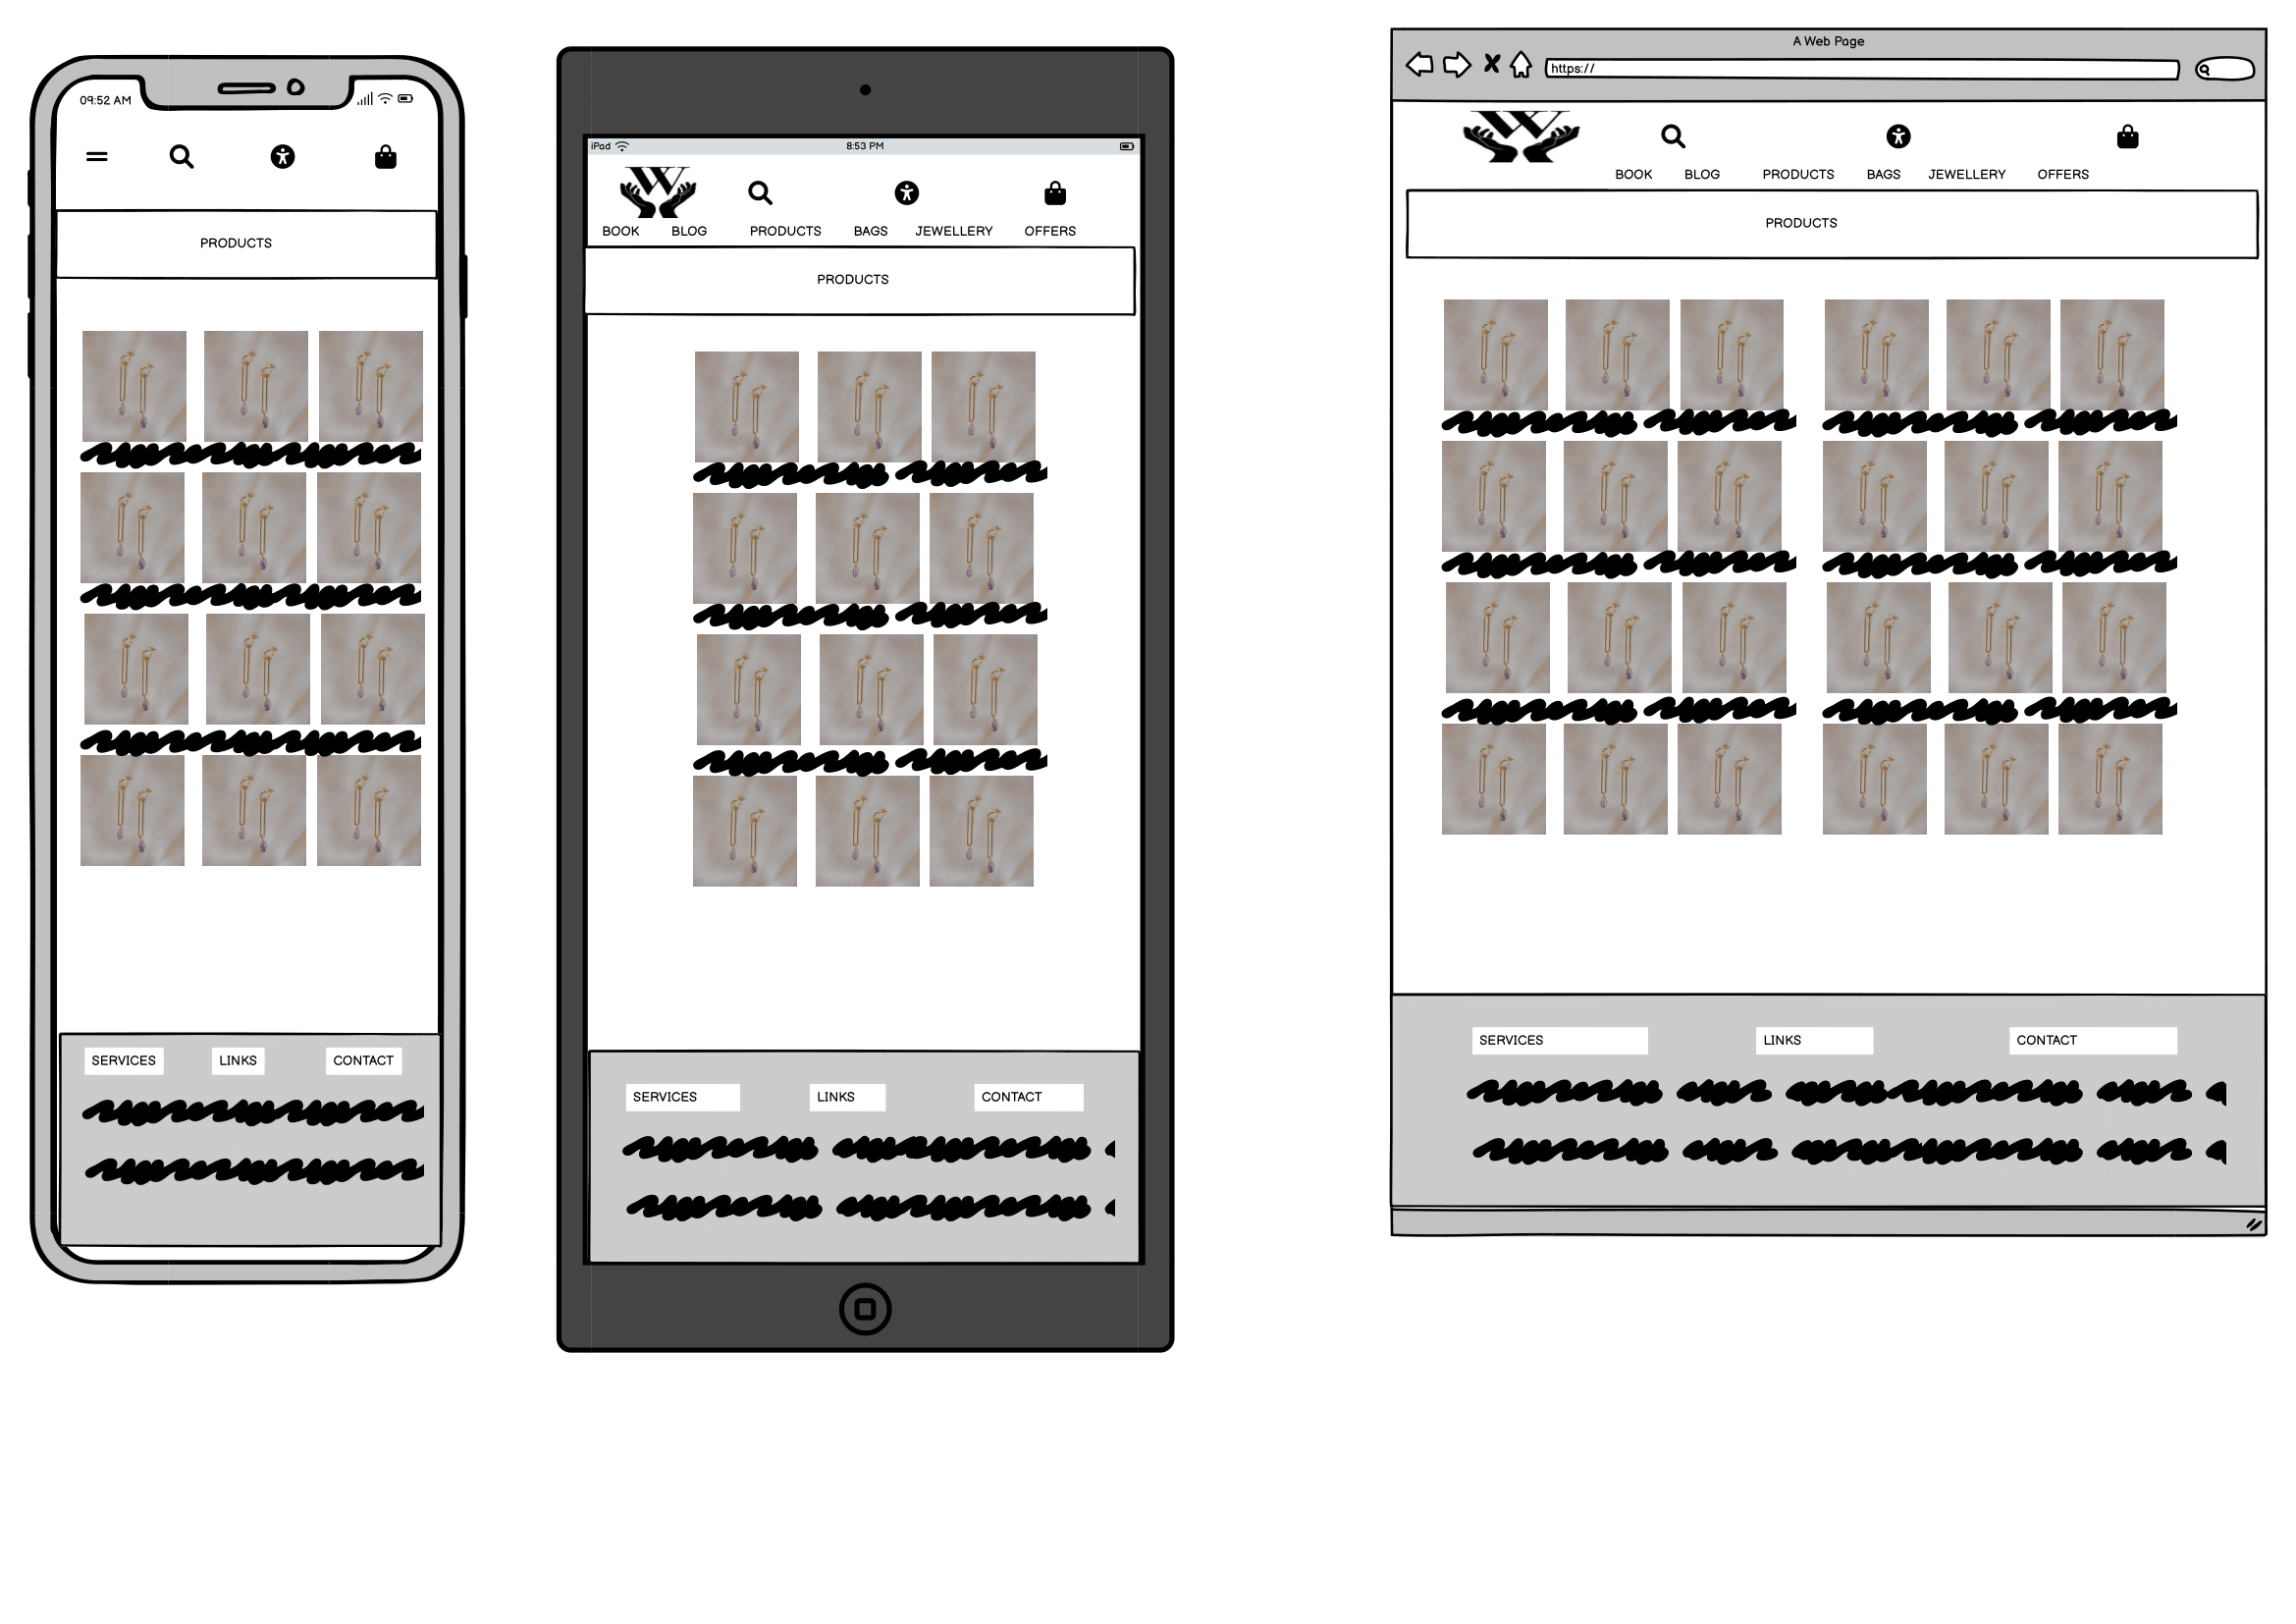 09:52 AM
PRODUCTS
SERVICES LINKS CONTACT
iPad 8:53 PM
W
BOOK BLOG PRODUCTS BAGS JEWELLERY OFFERS
PRODUCTS
SERVICES LINKS CONTACT
A Web Page
https://
W
BOOK BLOG PRODUCTS BAGS JEWELLERY OFFERS
PRODUCTS
SERVICES LINKS CONTACT